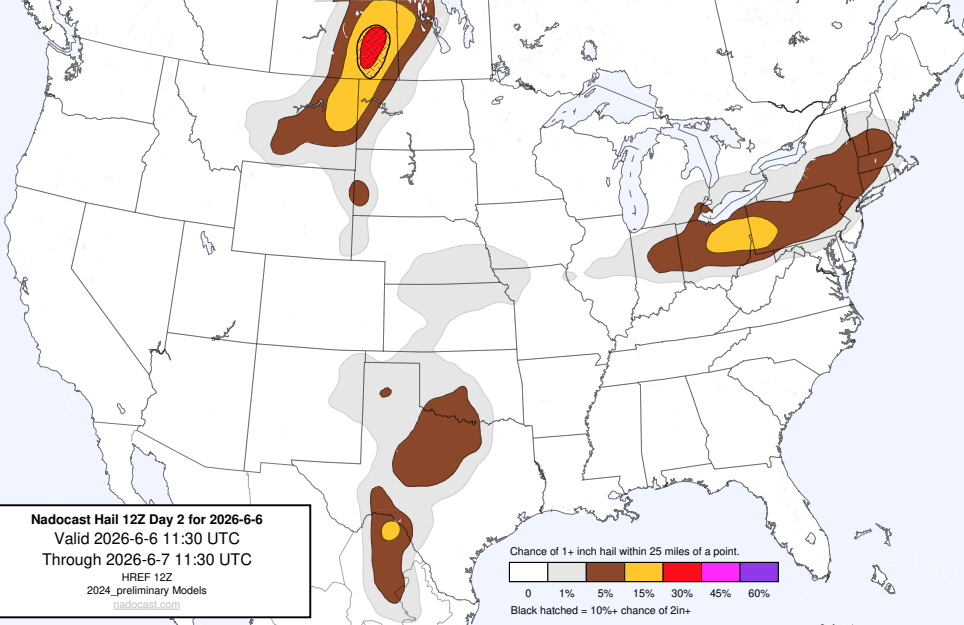 Nadocast Hail 12Z Day 2 for 2026-6-6
Valid 2026-6-6 11:30 UTC
Through 2026-6-7 11:30 UTC
HREF 12Z
2024_preliminary Models
nadocast.com
Chance of 1+ inch hail within 25 miles of a point.
0 1% 5% 15% 30% 45% 60%
Black hatched = 10%+ chance of 2in+